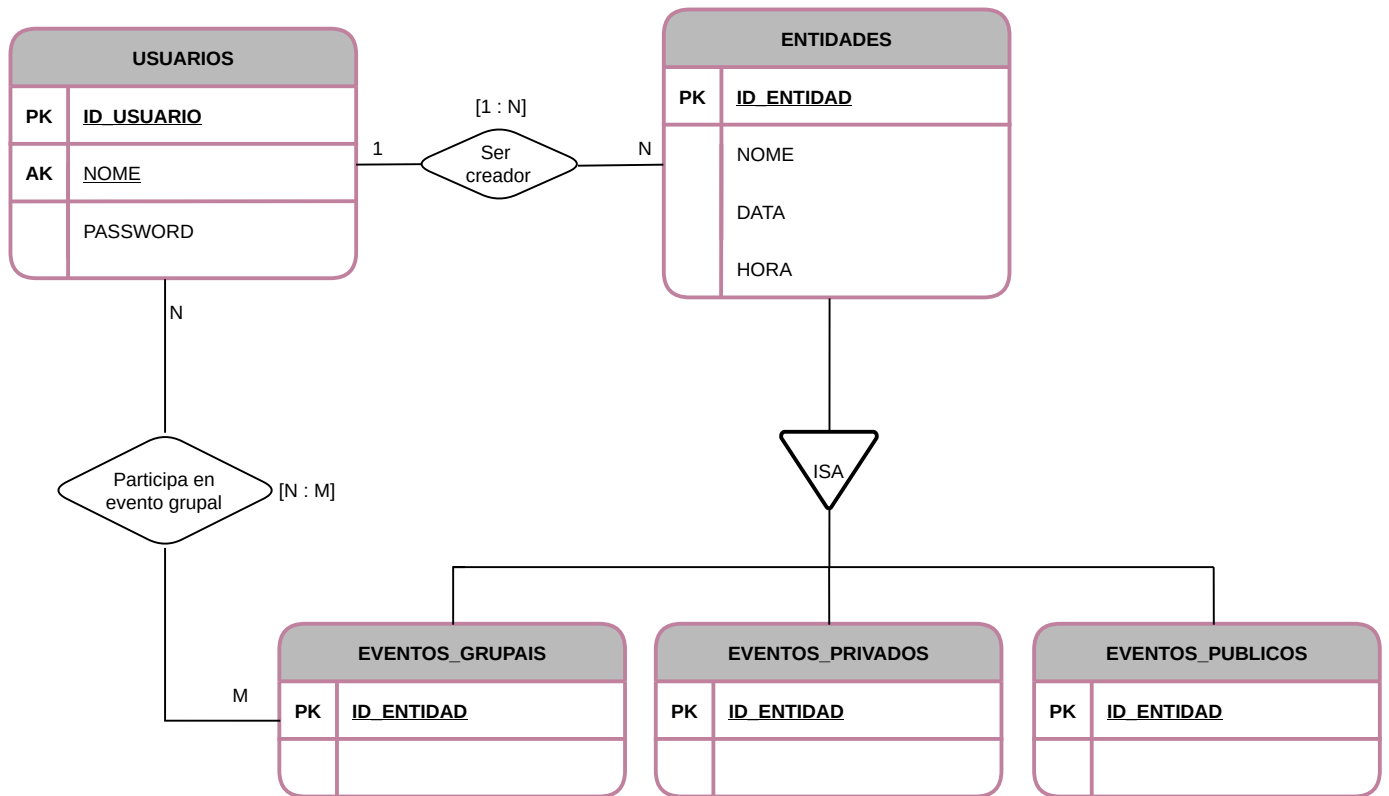 USUARIOS
PK ID_USUARIO
AK NOME
PASSWORD
[1 : N]
1
Ser
creador
N
ENTIDADES
PK ID_ENTIDAD
NOME
DATA
HORA
N
Participa en
evento grupal
[N : M]
M
ISA
EVENTOS_GRUPAIS
PK ID_ENTIDAD
EVENTOS_PRIVADOS
PK ID_ENTIDAD
EVENTOS_PUBLICOS
PK ID_ENTIDAD